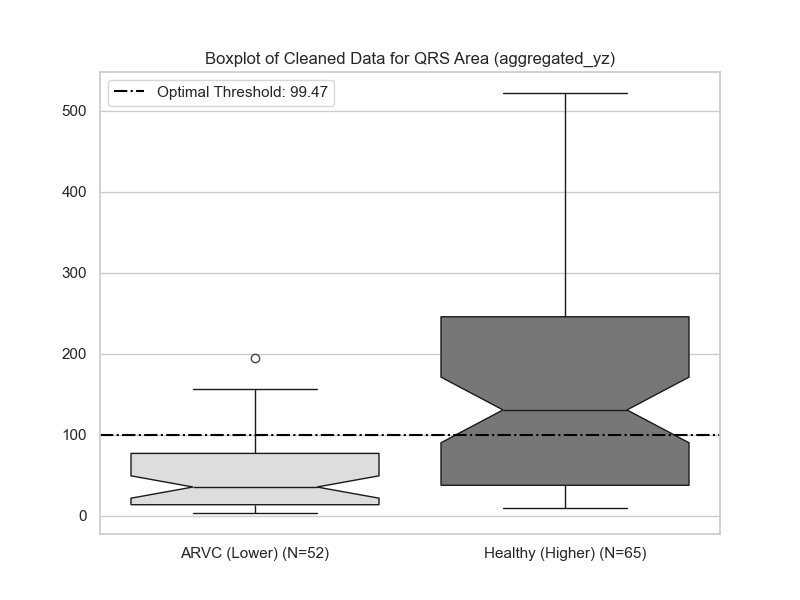 Boxplot of Cleaned Data for QRS Area (aggregated_yz)
Optimal Threshold: 99.47
500
400
300
200
100
0
ARVC (Lower) (N=52)
Healthy (Higher) (N=65)